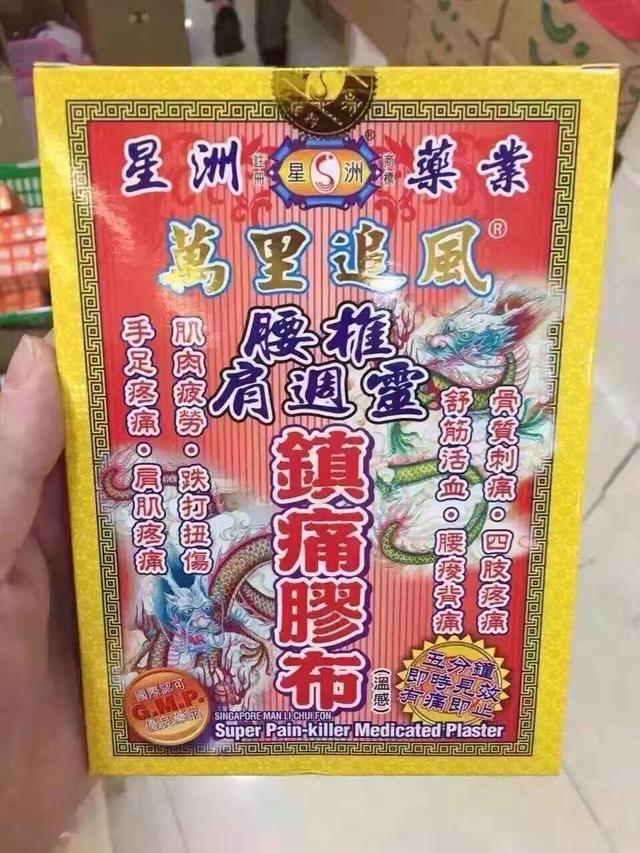 星洲
註冊
星洲
商標
®
藥業
萬里追風®
腰椎
肩週靈
骨質刺痛·四肢疼痛
舒筋活血·腰痠背痛
肌肉疲勞·跌打扭傷
手足疼痛·肩肌疼痛
鎮痛膠布
(溫感)
五分鐘
即時見效
有痛即止
國際認可
G.M.P.
SINGAPORE MAN LI CHUI FON
Super Pain-killer Medicated Plaster